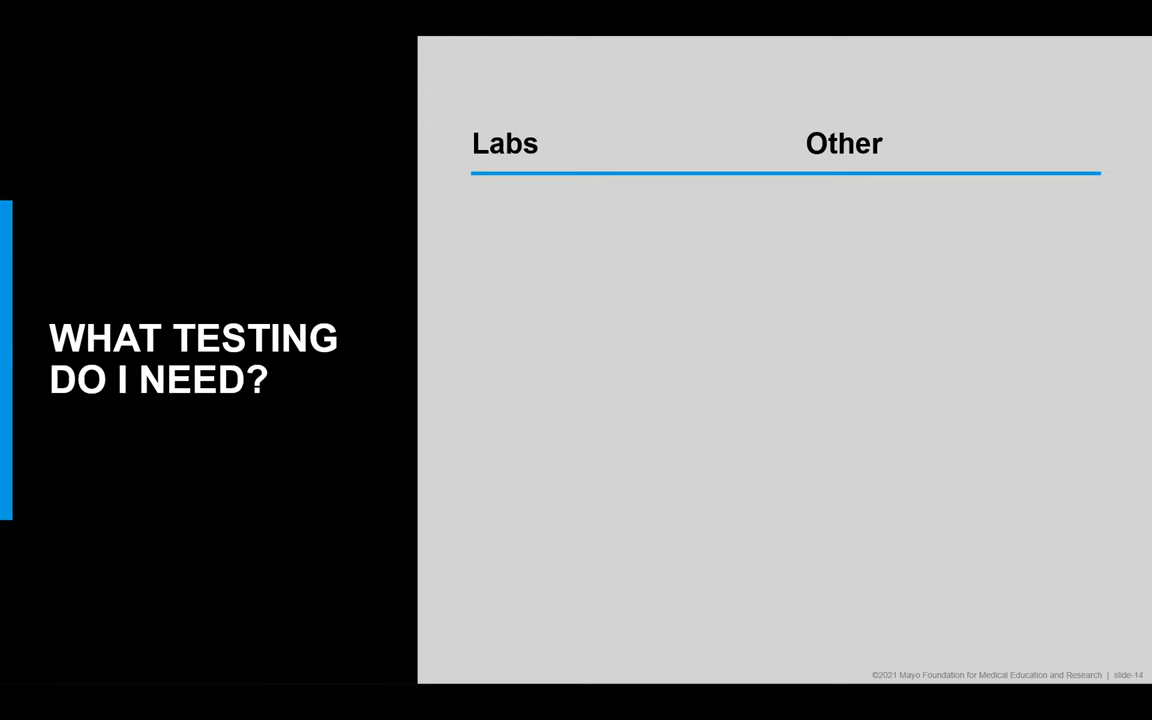 Labs Other
WHAT TESTING
DO I NEED?
©2021 Mayo Foundation for Medical Education and Research | slide-14